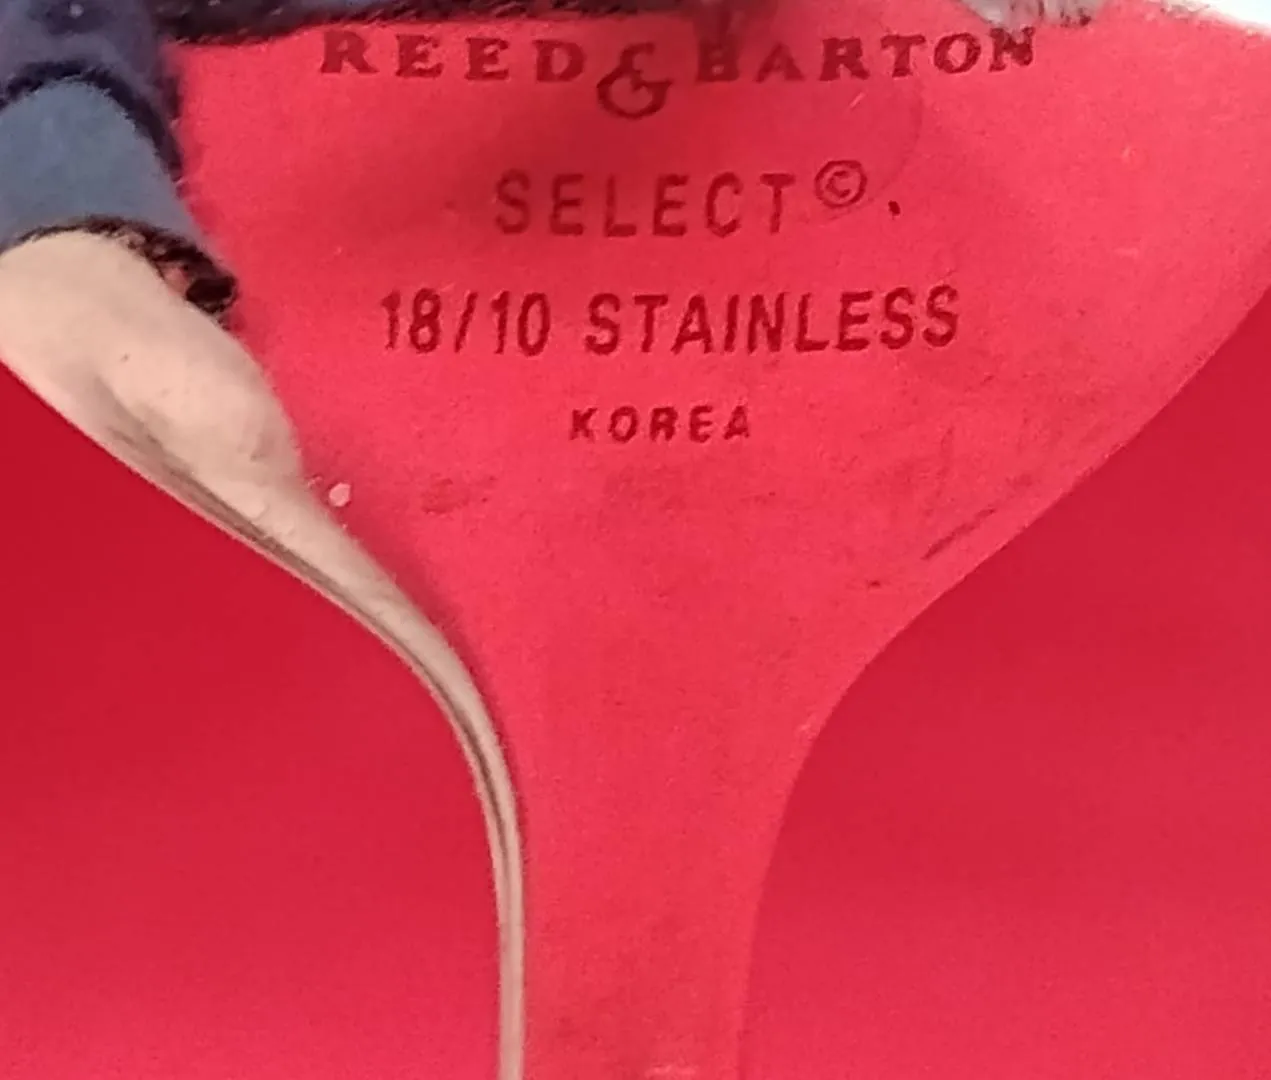 REED & BARTON
SELECT©.
18/10 STAINLESS
KOREA